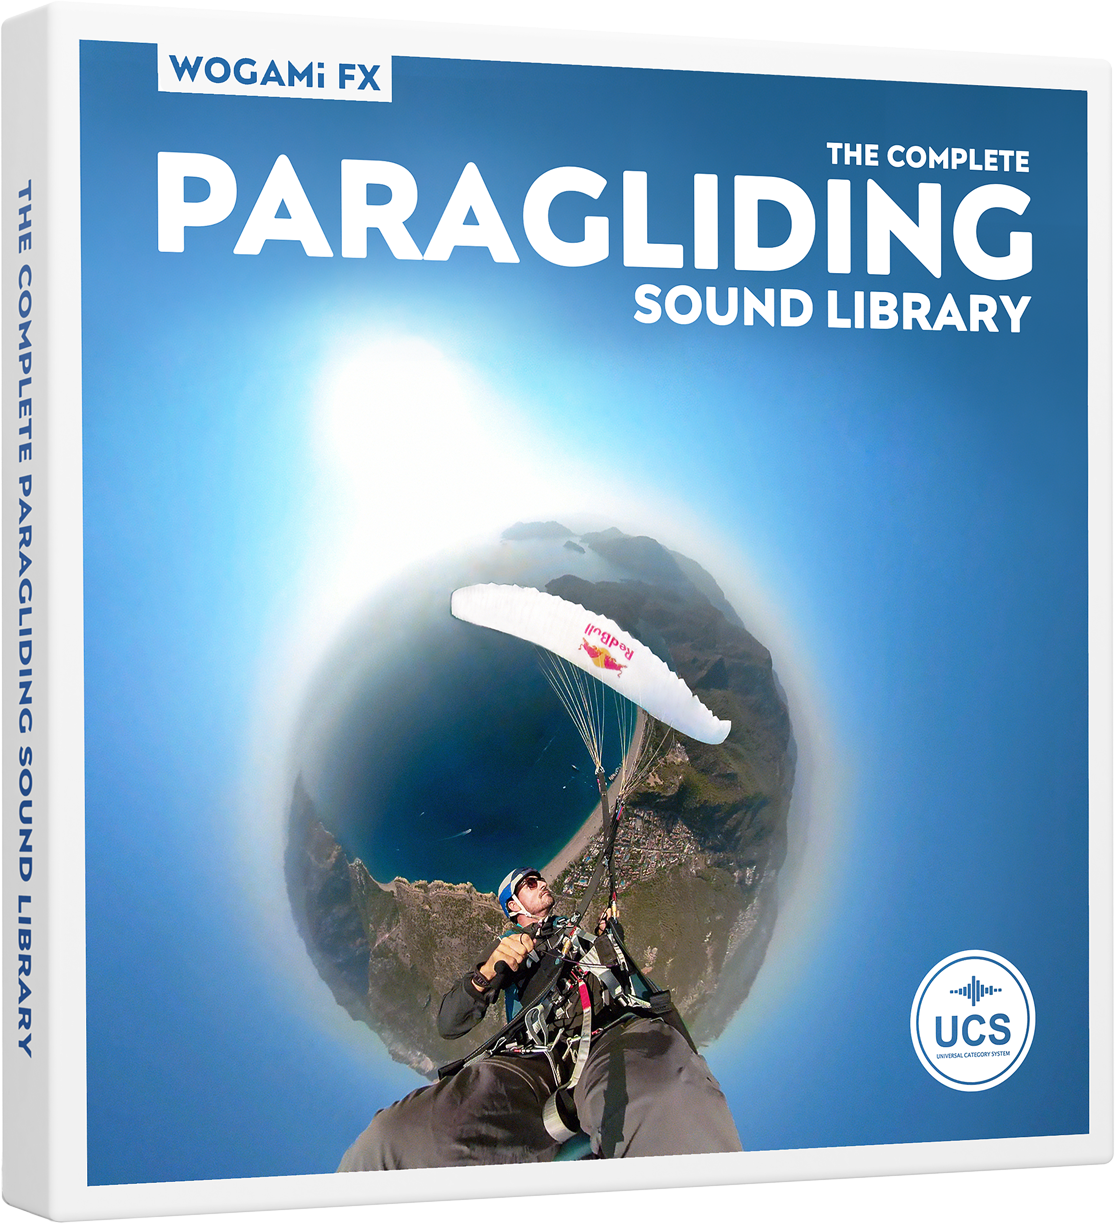 WOGAMi FX
THE COMPLETE
PARAGLIDING
SOUND LIBRARY
THE COMPLETE PARAGLIDING SOUND LIBRARY
RedBull
UCS
UNIVERSAL CATEGORY SYSTEM